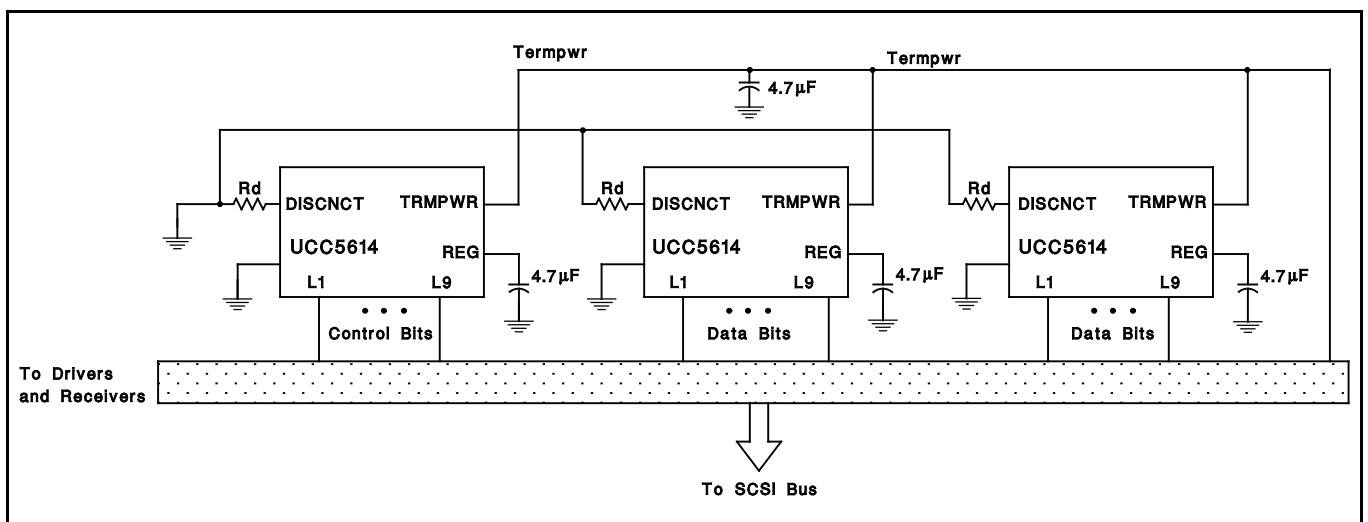 Termpwr
Termpwr
4.7µF
Rd
DISCNCT TRMPWR
UCC5614
REG
L1 L9
4.7µF
• • •
Control Bits
Rd
DISCNCT TRMPWR
UCC5614
REG
L1 L9
4.7µF
• • •
Data Bits
Rd
DISCNCT TRMPWR
UCC5614
REG
L1 L9
4.7µF
• • •
Data Bits
To Drivers
and Receivers
To SCSI Bus